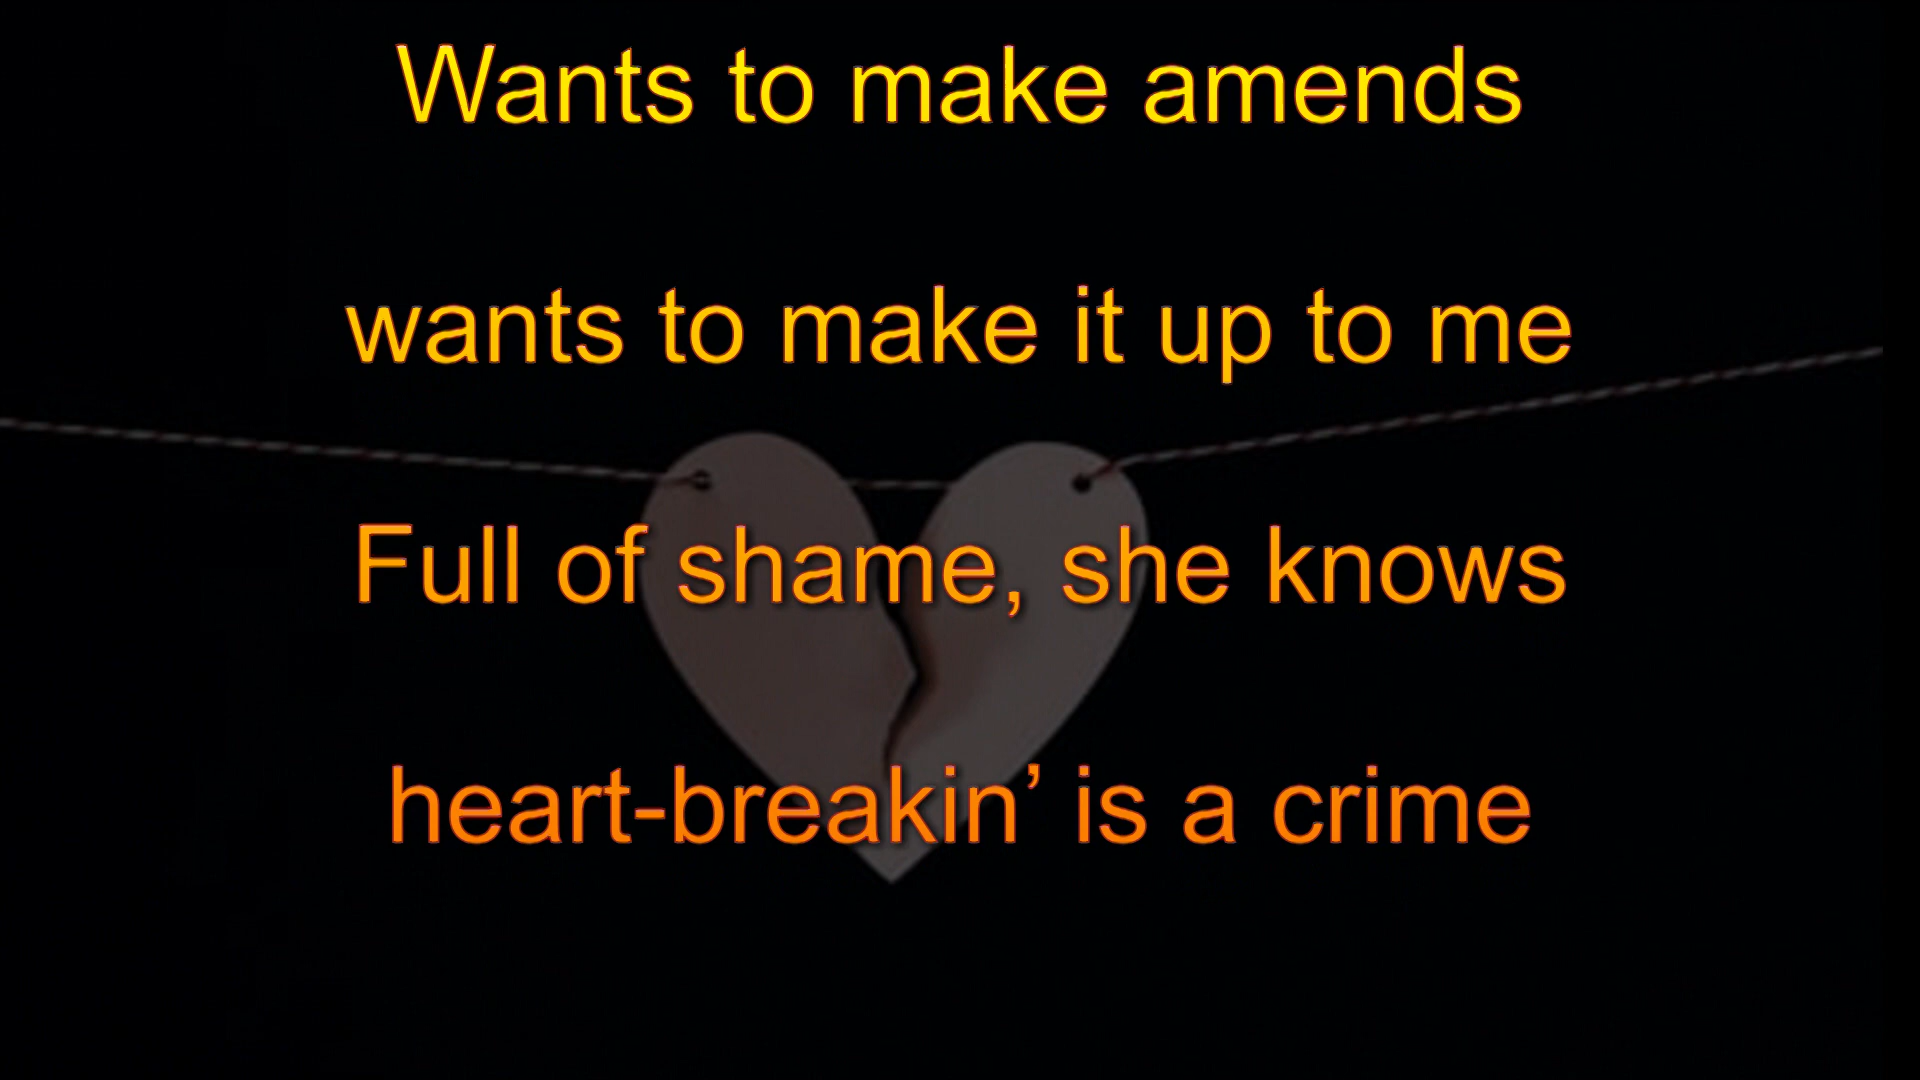 Wants to make amends
wants to make it up to me
Full of shame, she knows
heart-breakin’ is a crime